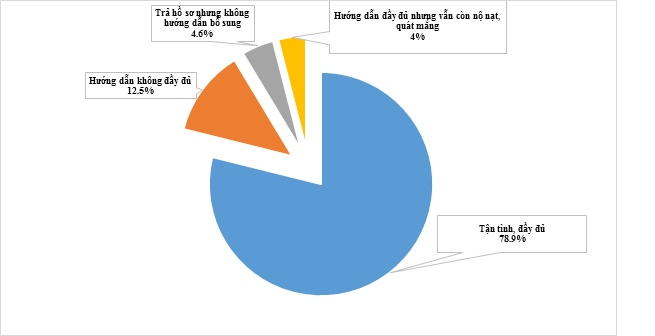 Trả hồ sơ nhưng không
hướng dẫn bổ sung
4.6%
Hướng dẫn đầy đủ nhưng vẫn còn nộ nạt,
quát mắng
4%
Hướng dẫn không đầy đủ
12.5%
Tận tình, đầy đủ
78.9%